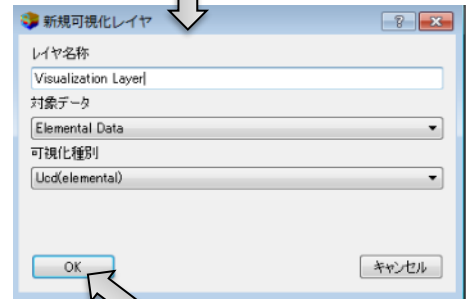 新規可視化レイヤ
レイヤ名称
Visualization Layer
対象データ
Elemental Data
可視化種別
Ucd(elemental)
OK
キャンセル